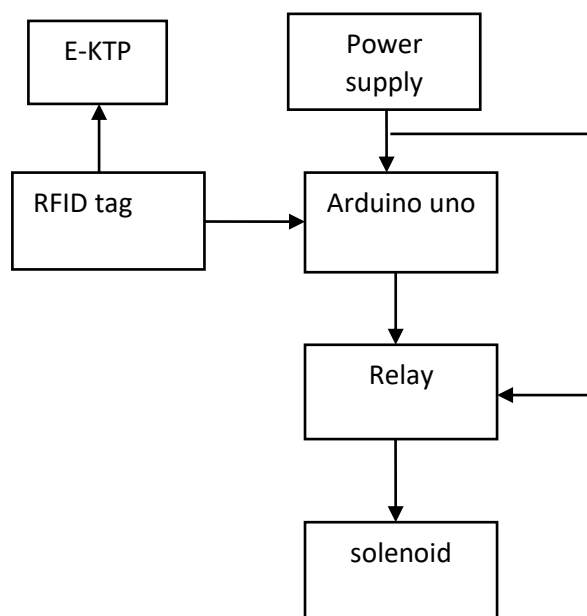 E-KTP
Power
supply
RFID tag
Arduino uno
Relay
solenoid